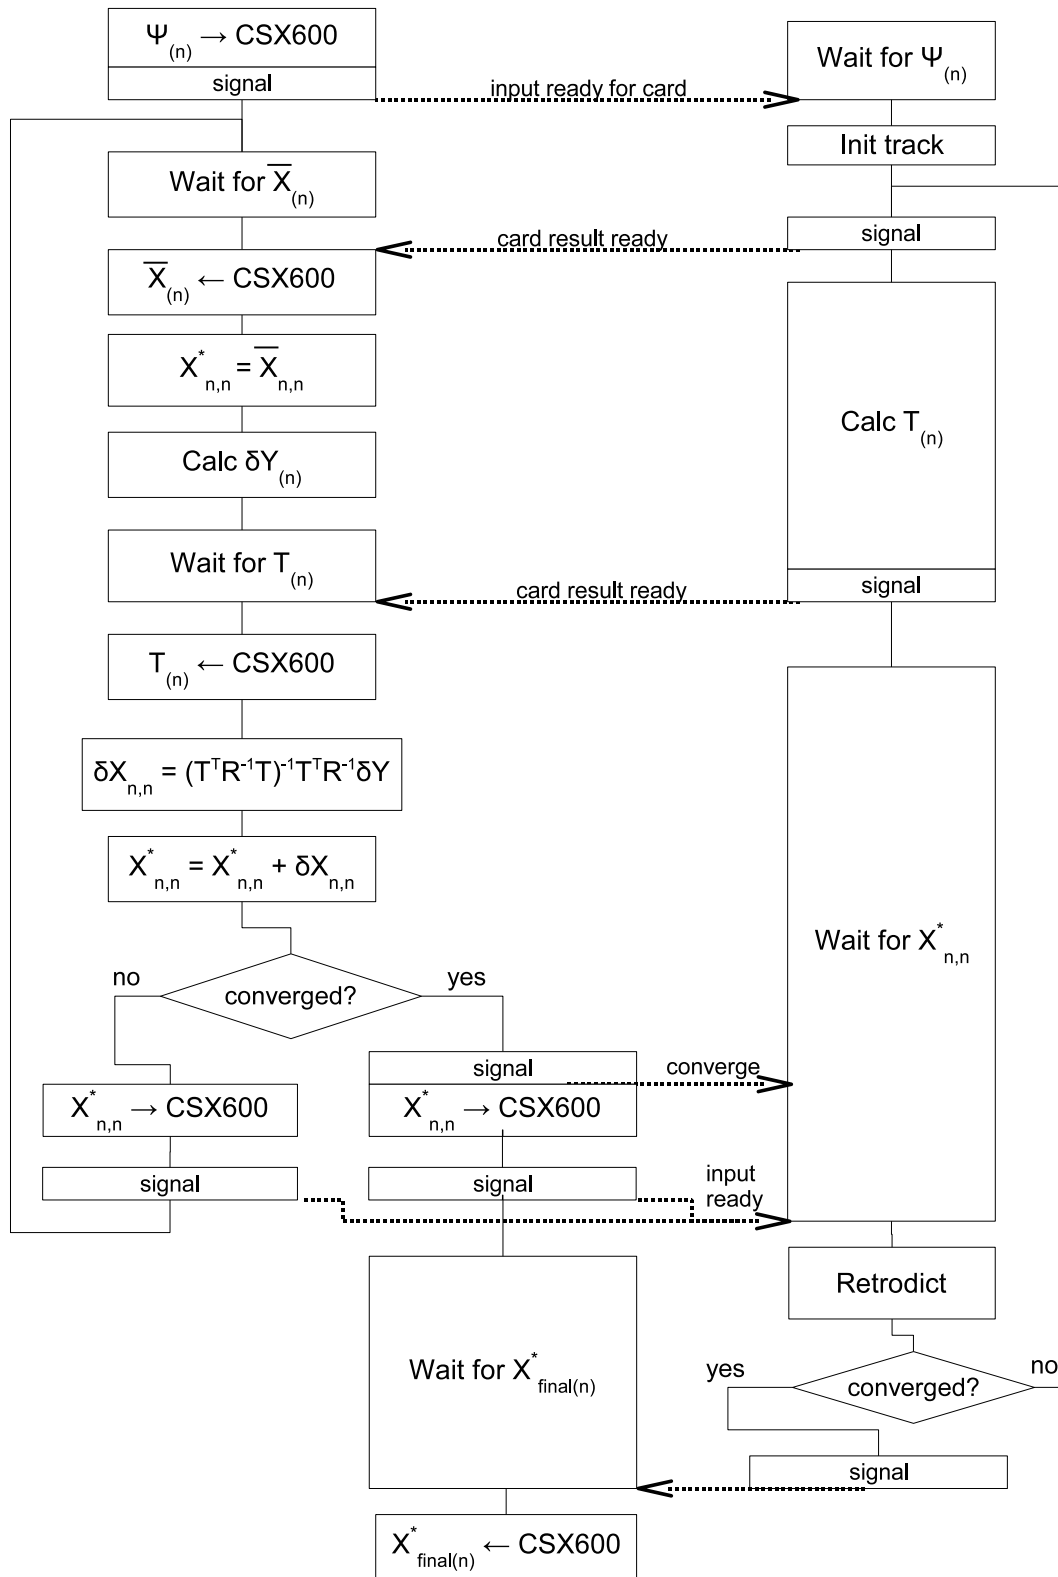 Ψ(n) → CSX600
signal
input ready for card
Wait for Ψ(n)
Init track
Wait for X̅(n)
signal
card result ready
X̅(n) ← CSX600
X*n,n = X̅n,n
Calc δY(n)
Calc T(n)
Wait for T(n)
signal
card result ready
T(n) ← CSX600
δXn,n = (TᵀR⁻¹T)⁻¹TᵀR⁻¹δY
X*n,n = X*n,n + δXn,n
Wait for X*n,n
no
converged?
yes
signal
converge
X*n,n → CSX600
X*n,n → CSX600
signal
signal
input
ready
Retrodict
Wait for X*final(n)
yes
converged?
no
signal
X*final(n) ← CSX600